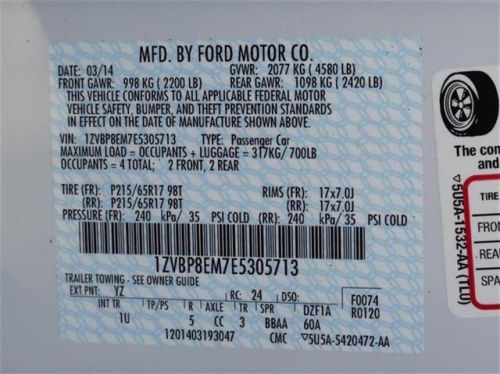 MFD. BY FORD MOTOR CO.
DATE: 03/14 GVWR: 2077 KG (4580 LB)
FRONT GAWR: 998 KG (2200 LB) REAR GAWR: 1098 KG (2420 LB)
THIS VEHICLE CONFORMS TO ALL APPLICABLE FEDERAL MOTOR
VEHICLE SAFETY, BUMPER, AND THEFT PREVENTION STANDARDS
IN EFFECT ON THE DATE OF MANUFACTURE SHOWN ABOVE.
VIN: 1ZVBP8EM7E5305713 TYPE: Passenger Car
MAXIMUM LOAD = OCCUPANTS + LUGGAGE = 317KG/700LB
OCCUPANTS = 4 TOTAL; 2 FRONT, 2 REAR
TIRE (FR): P215/65R17 98T RIMS (FR): 17x7.0J
(RR): P215/65R17 98T (RR): 17x7.0J
PRESSURE (FR): 240 kPa/ 35 PSI COLD (RR): 240 kPa/ 35 PSI COLD
1ZVBP8EM7E5305713
TRAILER TOWING - SEE OWNER GUIDE
EXT PNT: YZ RC: 24 DSO: F0074
INT TR TP/PS R AXLE TR SPR DZF1A R0120
1U 5 CC 3 BBAA 60A
1201403193047 CMC ▽5U5A-5420472-AA
The con
and
TIRE
FRON
REA
SPA
▽5U5A-1532-AA (TLU)